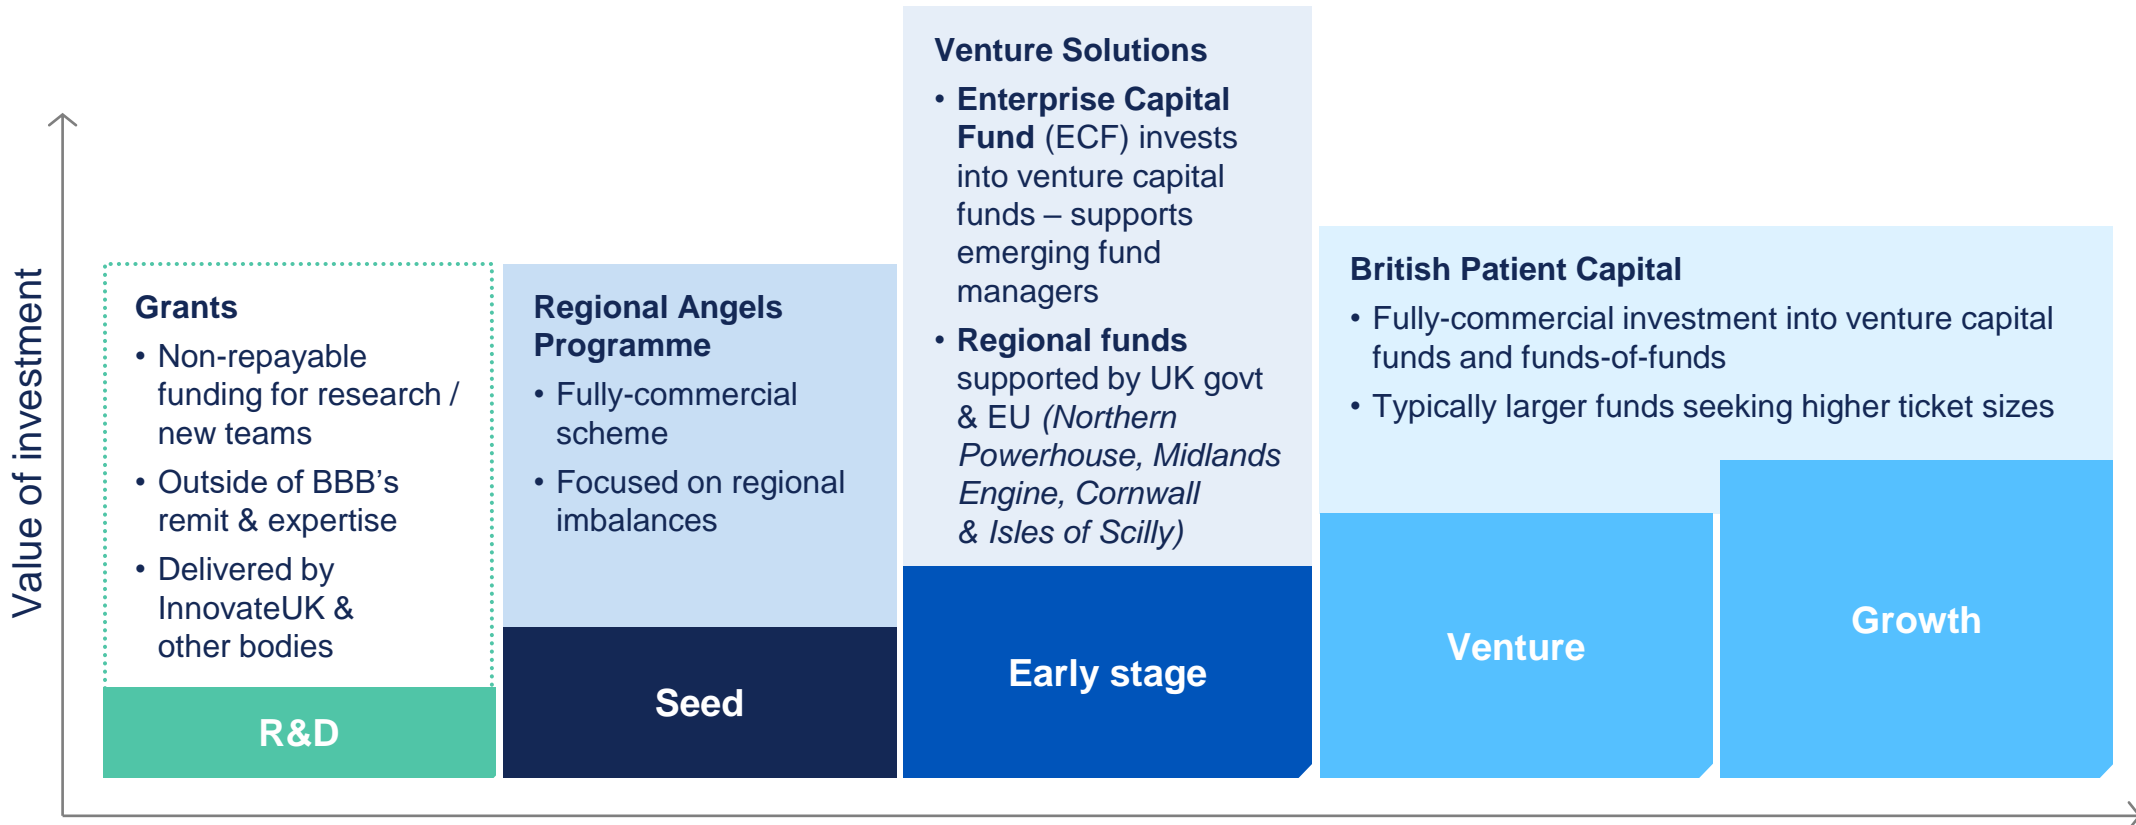 Value of investment
Grants
• Non-repayable
funding for research /
new teams
• Outside of BBB's
remit & expertise
• Delivered by
InnovateUK &
other bodies
R&D
Regional Angels
Programme
• Fully-commercial
scheme
• Focused on regional
imbalances
Seed
Venture Solutions
• Enterprise Capital
Fund (ECF) invests
into venture capital
funds – supports
emerging fund
managers
• Regional funds
supported by UK govt
& EU (Northern
Powerhouse, Midlands
Engine, Cornwall
& Isles of Scilly)
Early stage
British Patient Capital
• Fully-commercial investment into venture capital
funds and funds-of-funds
• Typically larger funds seeking higher ticket sizes
Venture
Growth